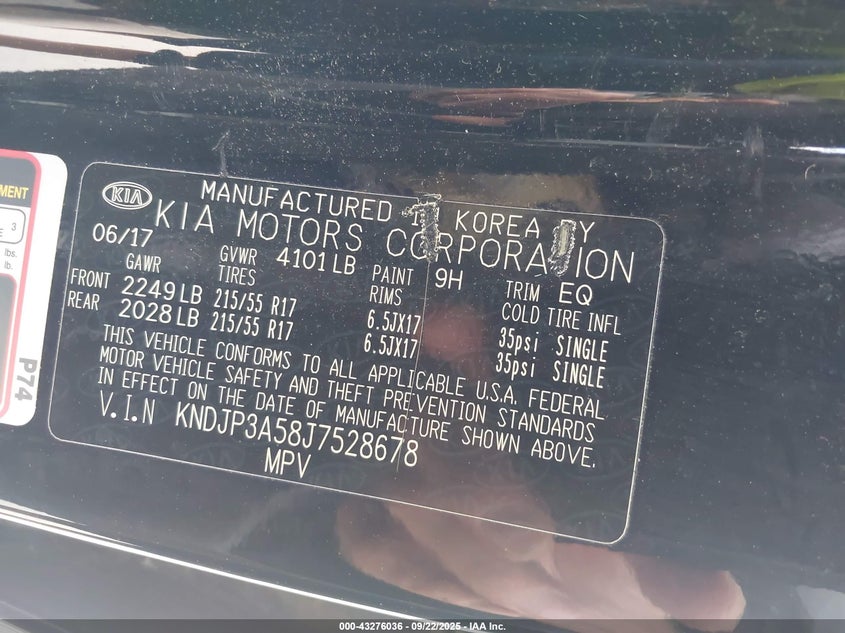 MENT
3
E
lbs.
lb.
P74
KIA
MANUFACTURED IN KOREA BY
KIA MOTORS CORPORATION
06/17
GAWR GVWR 4101 LB PAINT 9H TRIM EQ
TIRES RIMS COLD TIRE INFL
FRONT 2249 LB 215/55 R17 6.5JX17 35psi SINGLE
REAR 2028 LB 215/55 R17 6.5JX17 35psi SINGLE
THIS VEHICLE CONFORMS TO ALL APPLICABLE U.S.A. FEDERAL
MOTOR VEHICLE SAFETY AND THEFT PREVENTION STANDARDS
IN EFFECT ON THE DATE OF MANUFACTURE SHOWN ABOVE.
V.I.N KNDJP3A58J7528678
MPV
000-43276036 - 09/22/2025 - IAA Inc.